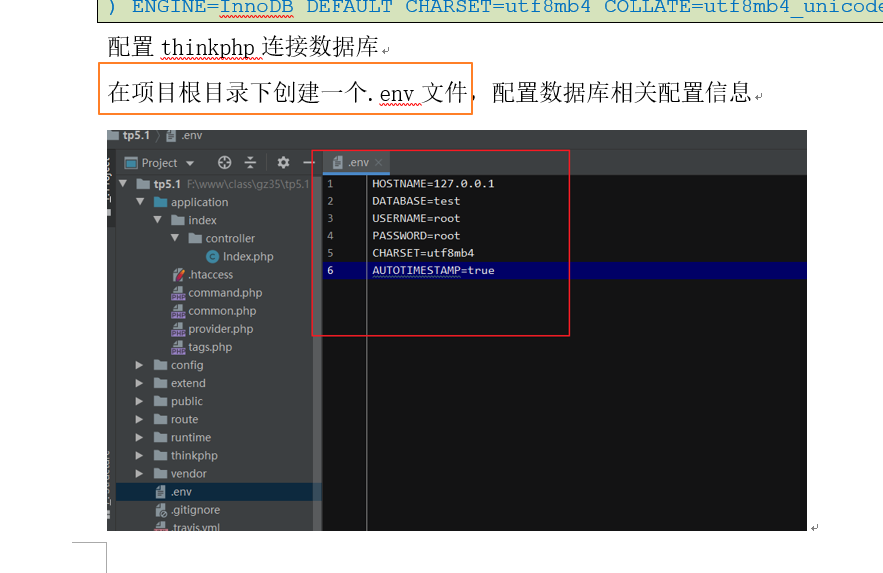 ) ENGINE=InnoDB DEFAULT CHARSET=utf8mb4 COLLATE=utf8mb4_unicode
配置 thinkphp 连接数据库
在项目根目录下创建一个.env 文件，配置数据库相关配置信息
tp5.1 .env
Project
.env
tp5.1 F:\www\class\gz35\tp5.1
application
index
controller
Index.php
.htaccess
command.php
common.php
provider.php
tags.php
config
extend
public
route
runtime
thinkphp
vendor
.env
.gitignore
.travis.yml
1 HOSTNAME=127.0.0.1
2 DATABASE=test
3 USERNAME=root
4 PASSWORD=root
5 CHARSET=utf8mb4
6 AUTOTIMESTAMP=true